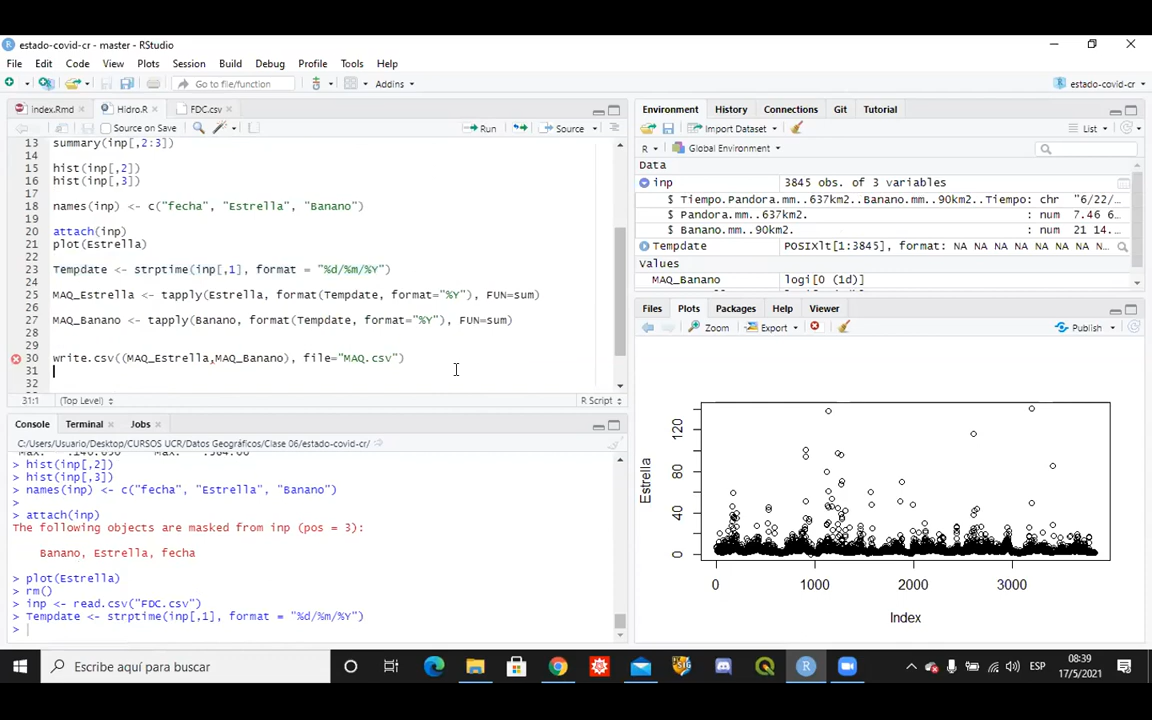 estado-covid-cr - master - RStudio
File Edit Code View Plots Session Build Debug Profile Tools Help
Go to file/function Addins estado-covid-cr
Index.Rmd Hidro.R FDC.csv
Source on Save Run Source
13 summary(inp[,2:3])
14
15 hist(inp[,2])
16 hist(inp[,3])
17
18 names(inp) <- c("fecha", "Estrella", "Banano")
19
20 attach(inp)
21 plot(Estrella)
22
23 Tempdate <- strptime(inp[,1], format = "%d/%m/%Y")
24
25 MAQ_Estrella <- tapply(Estrella, format(Tempdate, format="%Y"), FUN=sum)
26
27 MAQ_Banano <- tapply(Banano, format(Tempdate, format="%Y"), FUN=sum)
28
29
30 write.csv((MAQ_Estrella,MAQ_Banano), file="MAQ.csv")
31
32
31:1 (Top Level) R Script
Console Terminal Jobs
C:/Users/Usuario/Desktop/CURSOS UCR/Datos Geográficos/Clase 06/estado-covid-cr/
> hist(inp[,2])
> hist(inp[,3])
> names(inp) <- c("fecha", "Estrella", "Banano")
>
> attach(inp)
The following objects are masked from inp (pos = 3):
Banano, Estrella, fecha
> plot(Estrella)
> rm()
> inp <- read.csv("FDC.csv")
> Tempdate <- strptime(inp[,1], format = "%d/%m/%Y")
>
Environment History Connections Git Tutorial
Import Dataset List
R Global Environment
Data
inp 3845 obs. of 3 variables
$ Tiempo.Pandora.mm..637km2..Banano.mm..90km2..Tiempo: chr "6/22/…
$ Pandora.mm..637km2. : num 7.46 6…
$ Banano.mm..90km2. : num 21 14.…
Tempdate POSIXlt[1:3845], format: NA NA NA NA NA NA N…
Values
MAQ_Banano logi[0 (1d)]
Files Plots Packages Help Viewer
Zoom Export Publish
Estrella
120
80
40
0
0 1000 2000 3000
Index
Escribe aquí para buscar
ESP
08:39
17/5/2021